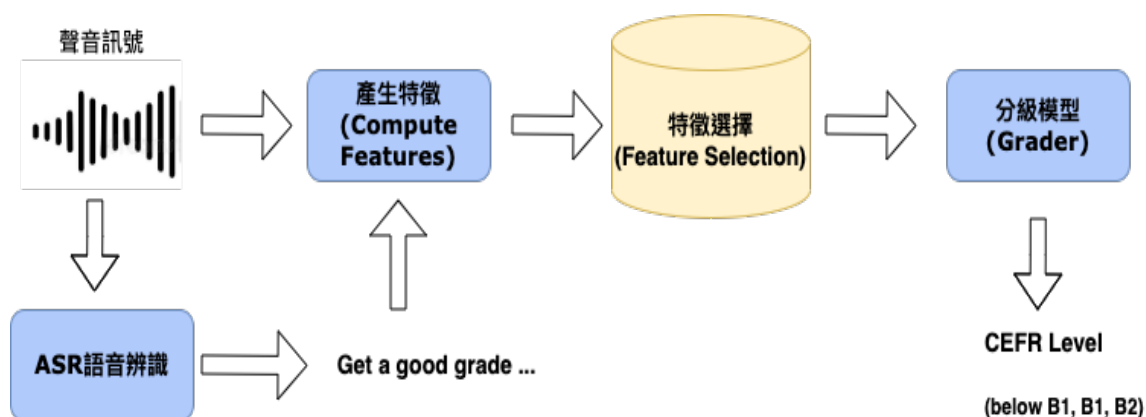 聲音訊號
產生特徵
(Compute
Features)
特徵選擇
(Feature Selection)
分級模型
(Grader)
ASR語音辨識
Get a good grade ...
CEFR Level
(below B1, B1, B2)